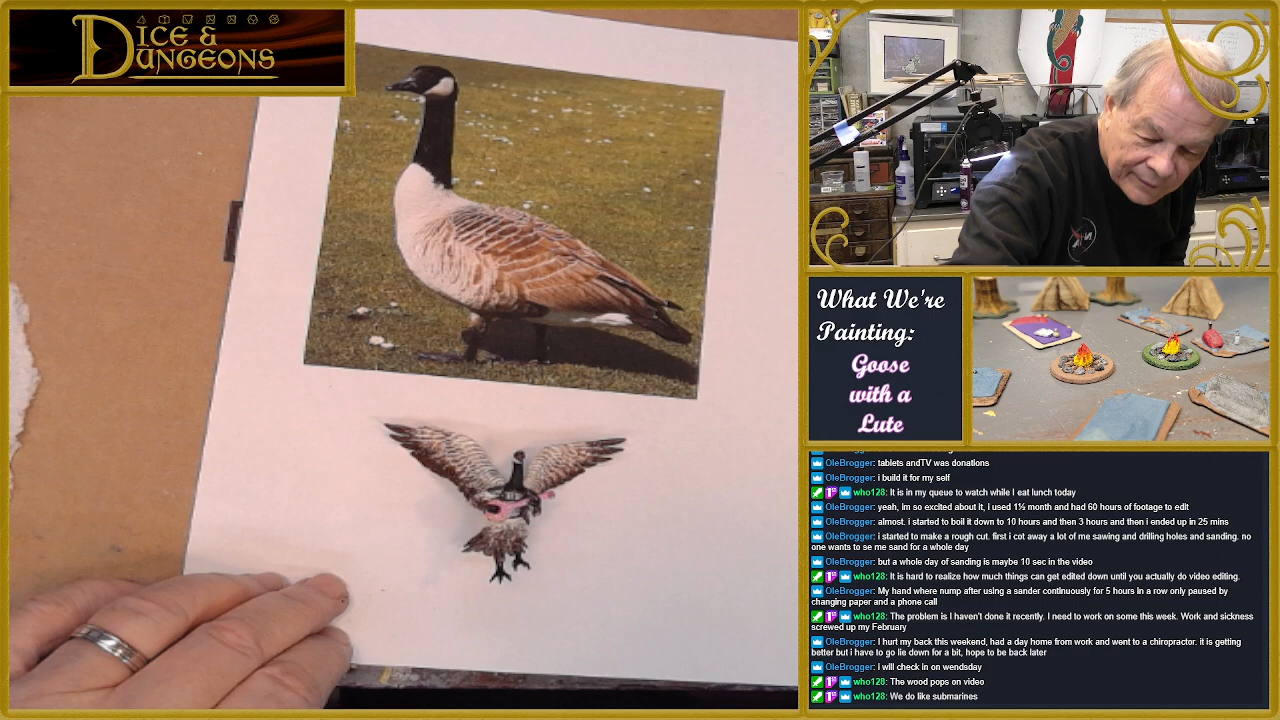 DICE &
DUNGEONS
What We're
Painting:
Goose
with a
Lute
OleBrogger: tablets andTV was donations
OleBrogger: i build it for my self
who128: It is in my queue to watch while I eat lunch today
OleBrogger: yeah, im so excited about it, i used 1½ month and had 60 hours of footage to edit
OleBrogger: almost. i started to boil it down to 10 hours and then 3 hours and then i ended up in 25 mins
OleBrogger: i started to make a rough cut. first i cot away a lot of me sawing and drilling holes and sanding. no
one wants to se me sand for a whole day
OleBrogger: but a whole day of sanding is maybe 10 sec in the video
who128: It is hard to realize how much things can get edited down until you actually do video editing.
OleBrogger: My hand where nump after using a sander continuously for 5 hours in a row only paused by
changing paper and a phone call
who128: The problem is I haven't done it recently. I need to work on some this week. Work and sickness
screwed up my February
OleBrogger: I hurt my back this weekend, had a day home from work and went to a chiropractor. it is getting
better but i have to go lie down for a bit, hope to be back later
OleBrogger: I will check in on wendsday
who128: The wood pops on video
who128: We do like submarines